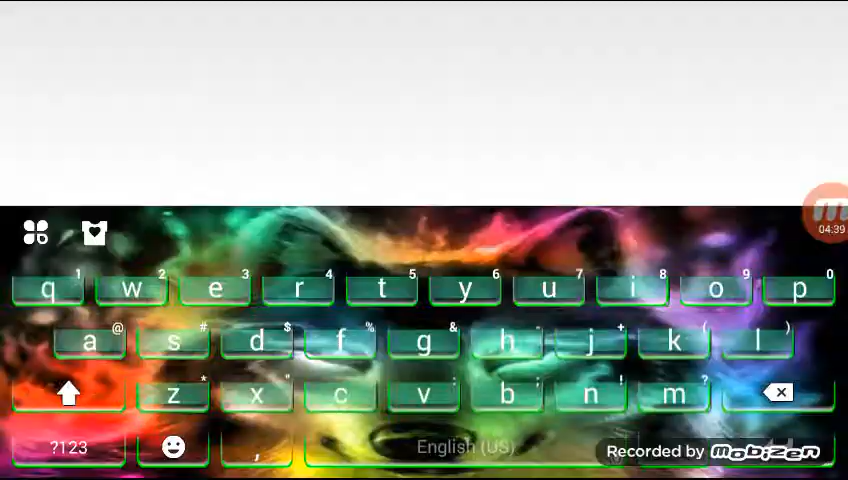 04:39
1 2 3 4 5 6 7 8 9 0
q w e r t y u i o p
@ # $ % & - + ( )
a s d f g h j k l
* " : ; ! ?
z x c v b n m
?123 , English (US)
Recorded by mobizen